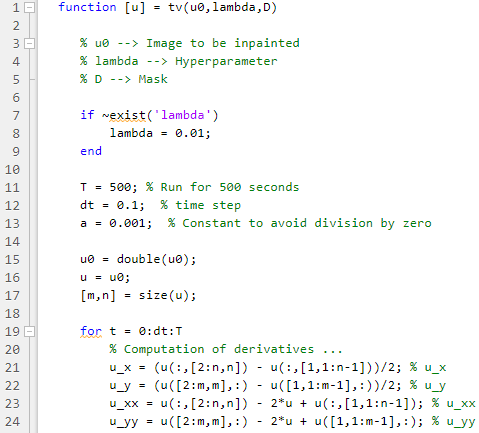 1 function [u] = tv(u0,lambda,D)
2
3 % u0 --> Image to be inpainted
4 % lambda --> Hyperparameter
5 % D --> Mask
6
7 if ~exist('lambda')
8 lambda = 0.01;
9 end
10
11 T = 500; % Run for 500 seconds
12 dt = 0.1; % time step
13 a = 0.001; % Constant to avoid division by zero
14
15 u0 = double(u0);
16 u = u0;
17 [m,n] = size(u);
18
19 for t = 0:dt:T
20 % Computation of derivatives ...
21 u_x = (u(:,[2:n,n]) - u(:,[1,1:n-1]))/2; % u_x
22 u_y = (u([2:m,m],:) - u([1,1:m-1],:))/2; % u_y
23 u_xx = u(:,[2:n,n]) - 2*u + u(:,[1,1:n-1]); % u_xx
24 u_yy = u([2:m,m],:) - 2*u + u([1,1:m-1],:); % u_yy